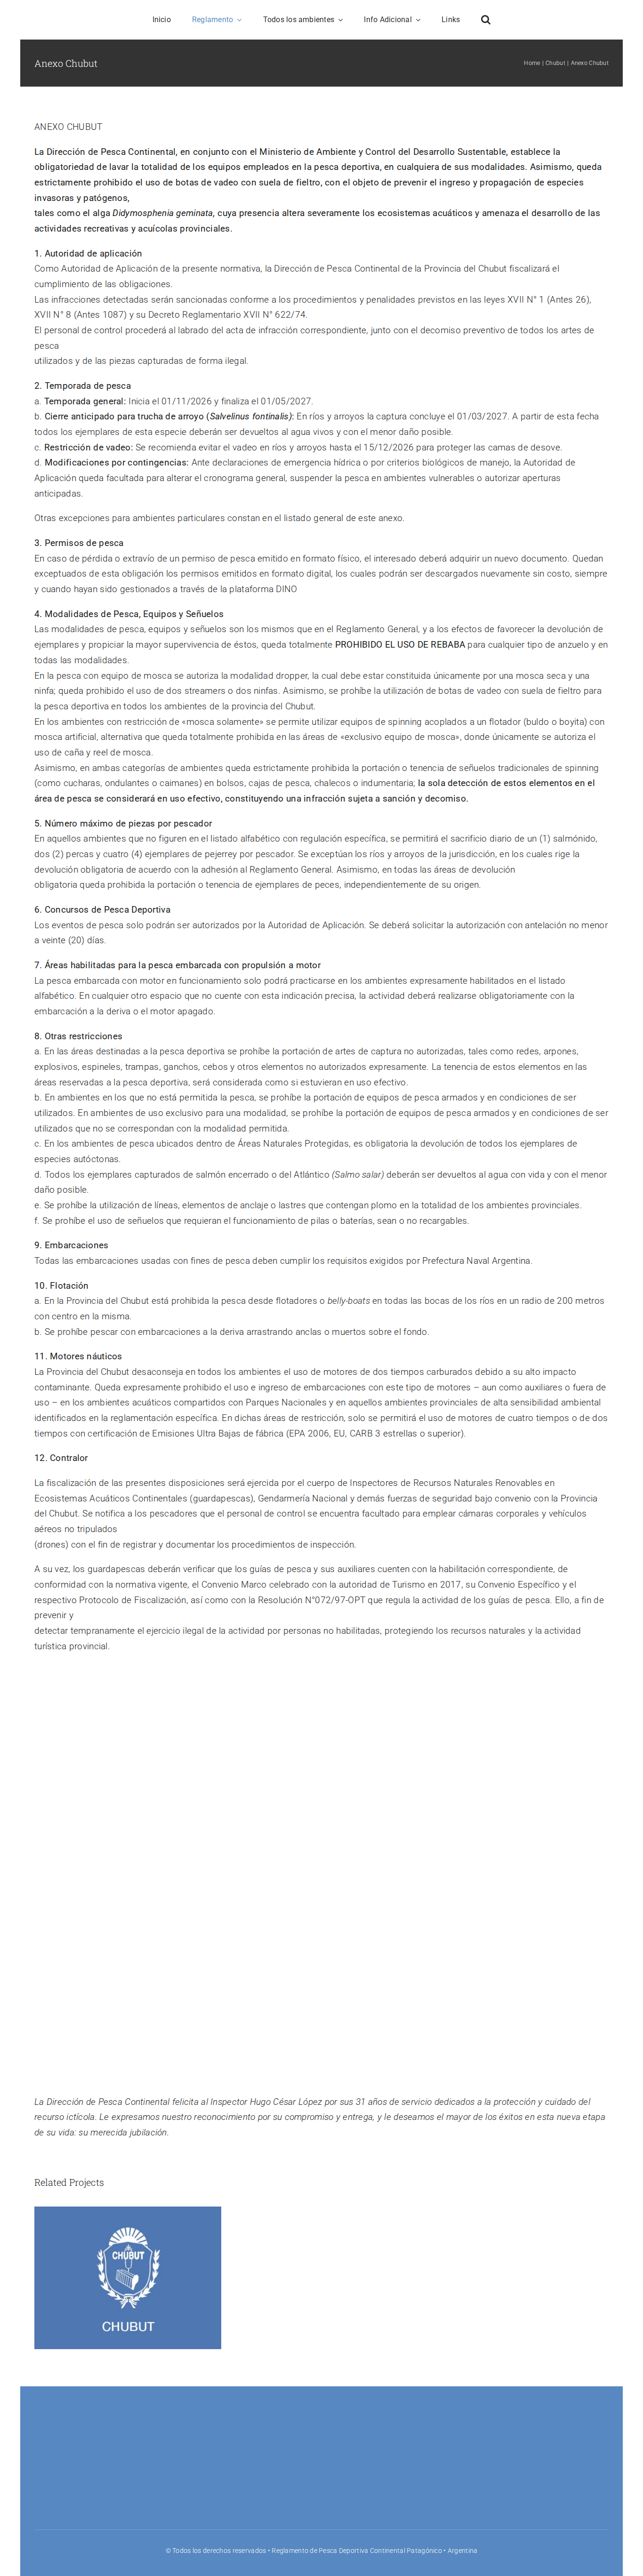 Inicio
Reglamento
Todos los ambientes
Info Adicional
Links
Anexo Chubut
Home | Chubut | Anexo Chubut
ANEXO CHUBUT
La Dirección de Pesca Continental, en conjunto con el Ministerio de Ambiente y Control del Desarrollo Sustentable, establece la
obligatoriedad de lavar la totalidad de los equipos empleados en la pesca deportiva, en cualquiera de sus modalidades. Asimismo, queda
estrictamente prohibido el uso de botas de vadeo con suela de fieltro, con el objeto de prevenir el ingreso y propagación de especies
invasoras y patógenos,
tales como el alga Didymosphenia geminata, cuya presencia altera severamente los ecosistemas acuáticos y amenaza el desarrollo de las
actividades recreativas y acuícolas provinciales.
1. Autoridad de aplicación
Como Autoridad de Aplicación de la presente normativa, la Dirección de Pesca Continental de la Provincia del Chubut fiscalizará el
cumplimiento de las obligaciones.
Las infracciones detectadas serán sancionadas conforme a los procedimientos y penalidades previstos en las leyes XVII N° 1 (Antes 26),
XVII N° 8 (Antes 1087) y su Decreto Reglamentario XVII N° 622/74.
El personal de control procederá al labrado del acta de infracción correspondiente, junto con el decomiso preventivo de todos los artes de
pesca
utilizados y de las piezas capturadas de forma ilegal.
2. Temporada de pesca
a. Temporada general: Inicia el 01/11/2026 y finaliza el 01/05/2027.
b. Cierre anticipado para trucha de arroyo (Salvelinus fontinalis): En ríos y arroyos la captura concluye el 01/03/2027. A partir de esta fecha
todos los ejemplares de esta especie deberán ser devueltos al agua vivos y con el menor daño posible.
c. Restricción de vadeo: Se recomienda evitar el vadeo en ríos y arroyos hasta el 15/12/2026 para proteger las camas de desove.
d. Modificaciones por contingencias: Ante declaraciones de emergencia hídrica o por criterios biológicos de manejo, la Autoridad de
Aplicación queda facultada para alterar el cronograma general, suspender la pesca en ambientes vulnerables o autorizar aperturas
anticipadas.
Otras excepciones para ambientes particulares constan en el listado general de este anexo.
3. Permisos de pesca
En caso de pérdida o extravío de un permiso de pesca emitido en formato físico, el interesado deberá adquirir un nuevo documento. Quedan
exceptuados de esta obligación los permisos emitidos en formato digital, los cuales podrán ser descargados nuevamente sin costo, siempre
y cuando hayan sido gestionados a través de la plataforma DINO
4. Modalidades de Pesca, Equipos y Señuelos
Las modalidades de pesca, equipos y señuelos son los mismos que en el Reglamento General, y a los efectos de favorecer la devolución de
ejemplares y propiciar la mayor supervivencia de éstos, queda totalmente PROHIBIDO EL USO DE REBABA para cualquier tipo de anzuelo y en
todas las modalidades.
En la pesca con equipo de mosca se autoriza la modalidad dropper, la cual debe estar constituida únicamente por una mosca seca y una
ninfa; queda prohibido el uso de dos streamers o dos ninfas. Asimismo, se prohíbe la utilización de botas de vadeo con suela de fieltro para
la pesca deportiva en todos los ambientes de la provincia del Chubut.
En los ambientes con restricción de «mosca solamente» se permite utilizar equipos de spinning acoplados a un flotador (buldo o boyita) con
mosca artificial, alternativa que queda totalmente prohibida en las áreas de «exclusivo equipo de mosca», donde únicamente se autoriza el
uso de caña y reel de mosca.
Asimismo, en ambas categorías de ambientes queda estrictamente prohibida la portación o tenencia de señuelos tradicionales de spinning
(como cucharas, ondulantes o caimanes) en bolsos, cajas de pesca, chalecos o indumentaria; la sola detección de estos elementos en el
área de pesca se considerará en uso efectivo, constituyendo una infracción sujeta a sanción y decomiso.
5. Número máximo de piezas por pescador
En aquellos ambientes que no figuren en el listado alfabético con regulación específica, se permitirá el sacrificio diario de un (1) salmónido,
dos (2) percas y cuatro (4) ejemplares de pejerrey por pescador. Se exceptúan los ríos y arroyos de la jurisdicción, en los cuales rige la
devolución obligatoria de acuerdo con la adhesión al Reglamento General. Asimismo, en todas las áreas de devolución
obligatoria queda prohibida la portación o tenencia de ejemplares de peces, independientemente de su origen.
6. Concursos de Pesca Deportiva
Los eventos de pesca solo podrán ser autorizados por la Autoridad de Aplicación. Se deberá solicitar la autorización con antelación no menor
a veinte (20) días.
7. Áreas habilitadas para la pesca embarcada con propulsión a motor
La pesca embarcada con motor en funcionamiento solo podrá practicarse en los ambientes expresamente habilitados en el listado
alfabético. En cualquier otro espacio que no cuente con esta indicación precisa, la actividad deberá realizarse obligatoriamente con la
embarcación a la deriva o el motor apagado.
8. Otras restricciones
a. En las áreas destinadas a la pesca deportiva se prohíbe la portación de artes de captura no autorizadas, tales como redes, arpones,
explosivos, espineles, trampas, ganchos, cebos y otros elementos no autorizados expresamente. La tenencia de estos elementos en las
áreas reservadas a la pesca deportiva, será considerada como si estuvieran en uso efectivo.
b. En ambientes en los que no está permitida la pesca, se prohíbe la portación de equipos de pesca armados y en condiciones de ser
utilizados. En ambientes de uso exclusivo para una modalidad, se prohíbe la portación de equipos de pesca armados y en condiciones de ser
utilizados que no se correspondan con la modalidad permitida.
c. En los ambientes de pesca ubicados dentro de Áreas Naturales Protegidas, es obligatoria la devolución de todos los ejemplares de
especies autóctonas.
d. Todos los ejemplares capturados de salmón encerrado o del Atlántico (Salmo salar) deberán ser devueltos al agua con vida y con el menor
daño posible.
e. Se prohíbe la utilización de líneas, elementos de anclaje o lastres que contengan plomo en la totalidad de los ambientes provinciales.
f. Se prohíbe el uso de señuelos que requieran el funcionamiento de pilas o baterías, sean o no recargables.
9. Embarcaciones
Todas las embarcaciones usadas con fines de pesca deben cumplir los requisitos exigidos por Prefectura Naval Argentina.
10. Flotación
a. En la Provincia del Chubut está prohibida la pesca desde flotadores o belly-boats en todas las bocas de los ríos en un radio de 200 metros
con centro en la misma.
b. Se prohíbe pescar con embarcaciones a la deriva arrastrando anclas o muertos sobre el fondo.
11. Motores náuticos
La Provincia del Chubut desaconseja en todos los ambientes el uso de motores de dos tiempos carburados debido a su alto impacto
contaminante. Queda expresamente prohibido el uso e ingreso de embarcaciones con este tipo de motores – aun como auxiliares o fuera de
uso – en los ambientes acuáticos compartidos con Parques Nacionales y en aquellos ambientes provinciales de alta sensibilidad ambiental
identificados en la reglamentación específica. En dichas áreas de restricción, solo se permitirá el uso de motores de cuatro tiempos o de dos
tiempos con certificación de Emisiones Ultra Bajas de fábrica (EPA 2006, EU, CARB 3 estrellas o superior).
12. Contralor
La fiscalización de las presentes disposiciones será ejercida por el cuerpo de Inspectores de Recursos Naturales Renovables en
Ecosistemas Acuáticos Continentales (guardapescas), Gendarmería Nacional y demás fuerzas de seguridad bajo convenio con la Provincia
del Chubut. Se notifica a los pescadores que el personal de control se encuentra facultado para emplear cámaras corporales y vehículos
aéreos no tripulados
(drones) con el fin de registrar y documentar los procedimientos de inspección.
A su vez, los guardapescas deberán verificar que los guías de pesca y sus auxiliares cuenten con la habilitación correspondiente, de
conformidad con la normativa vigente, el Convenio Marco celebrado con la autoridad de Turismo en 2017, su Convenio Específico y el
respectivo Protocolo de Fiscalización, así como con la Resolución N°072/97-OPT que regula la actividad de los guías de pesca. Ello, a fin de
prevenir y
detectar tempranamente el ejercicio ilegal de la actividad por personas no habilitadas, protegiendo los recursos naturales y la actividad
turística provincial.
La Dirección de Pesca Continental felicita al Inspector Hugo César López por sus 31 años de servicio dedicados a la protección y cuidado del
recurso ictícola. Le expresamos nuestro reconocimiento por su compromiso y entrega, y le deseamos el mayor de los éxitos en esta nueva etapa
de su vida: su merecida jubilación.
Related Projects
CHUBUT
CHUBUT
© Todos los derechos reservados • Reglamento de Pesca Deportiva Continental Patagónico • Argentina